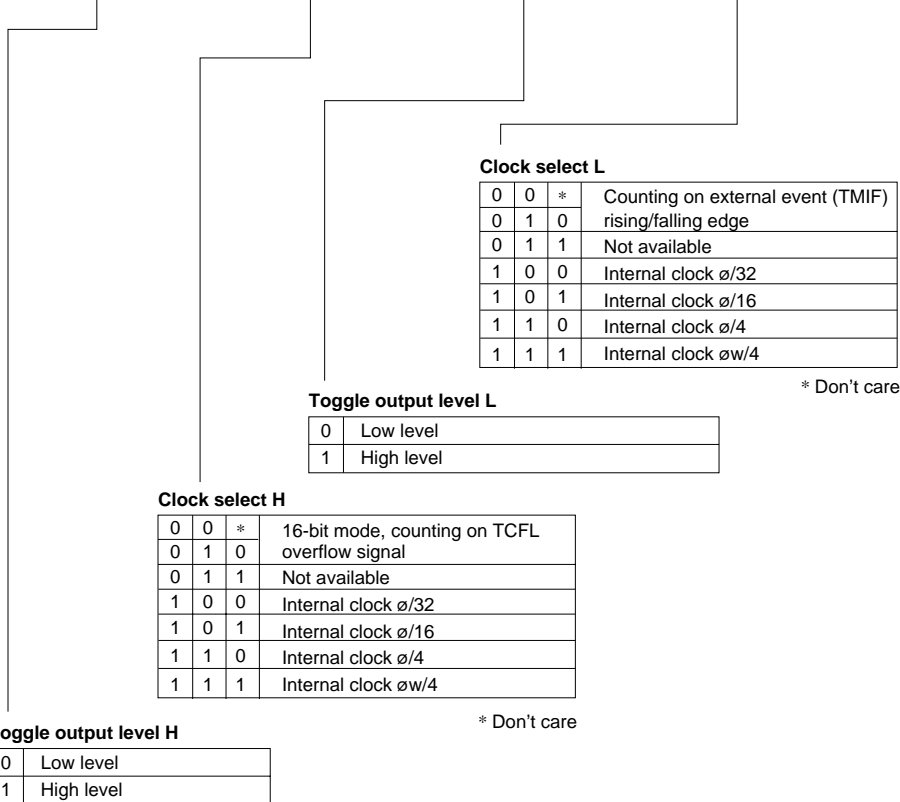 Clock select L
0 0 * Counting on external event (TMIF)
0 1 0 rising/falling edge
0 1 1 Not available
1 0 0 Internal clock ø/32
1 0 1 Internal clock ø/16
1 1 0 Internal clock ø/4
1 1 1 Internal clock øw/4
* Don't care
Toggle output level L
0 Low level
1 High level
Clock select H
0 0 * 16-bit mode, counting on TCFL
0 1 0 overflow signal
0 1 1 Not available
1 0 0 Internal clock ø/32
1 0 1 Internal clock ø/16
1 1 0 Internal clock ø/4
1 1 1 Internal clock øw/4
* Don't care
oggle output level H
0 Low level
1 High level